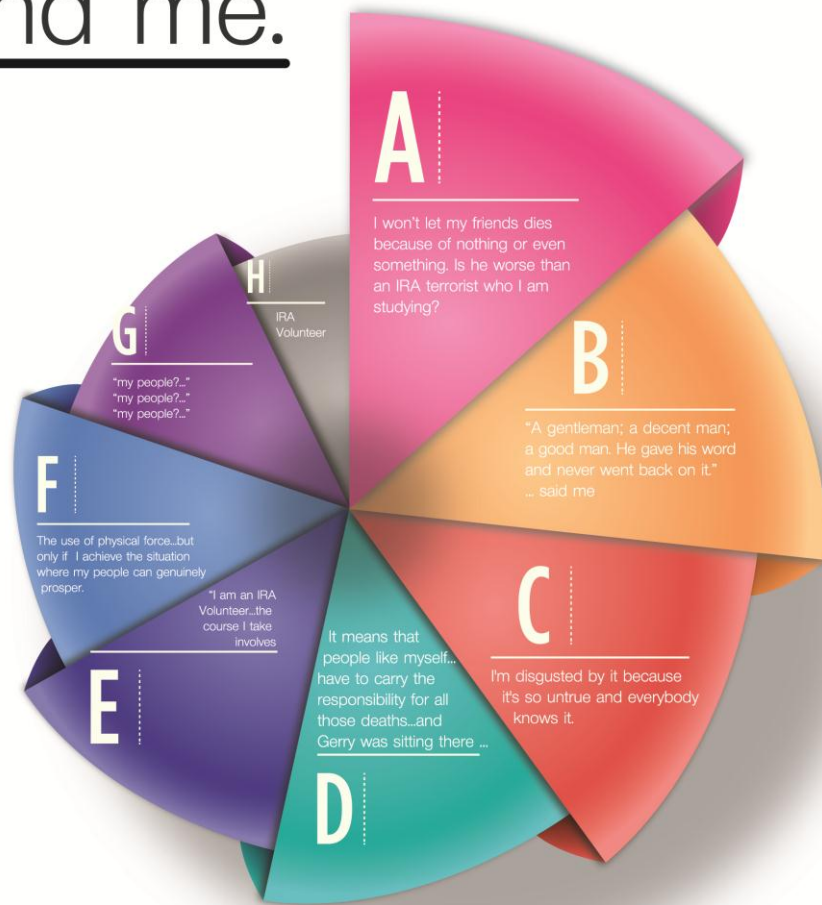 nd me.
A
I won't let my friends dies
because of nothing or even
something. Is he worse than
an IRA terrorist who I am
studying?
B
"A gentleman; a decent man;
a good man. He gave his word
and never went back on it."
... said me
C
I'm disgusted by it because
it's so untrue and everybody
knows it.
It means that
people like myself...
have to carry the
responsibility for all
those deaths...and
Gerry was sitting there ...
D
"I am an IRA
Volunteer...the
course I take
involves
E
F
The use of physical force...but
only if I achieve the situation
where my people can genuinely
prosper.
G
"my people?..."
"my people?..."
"my people?..."
H
IRA
Volunteer